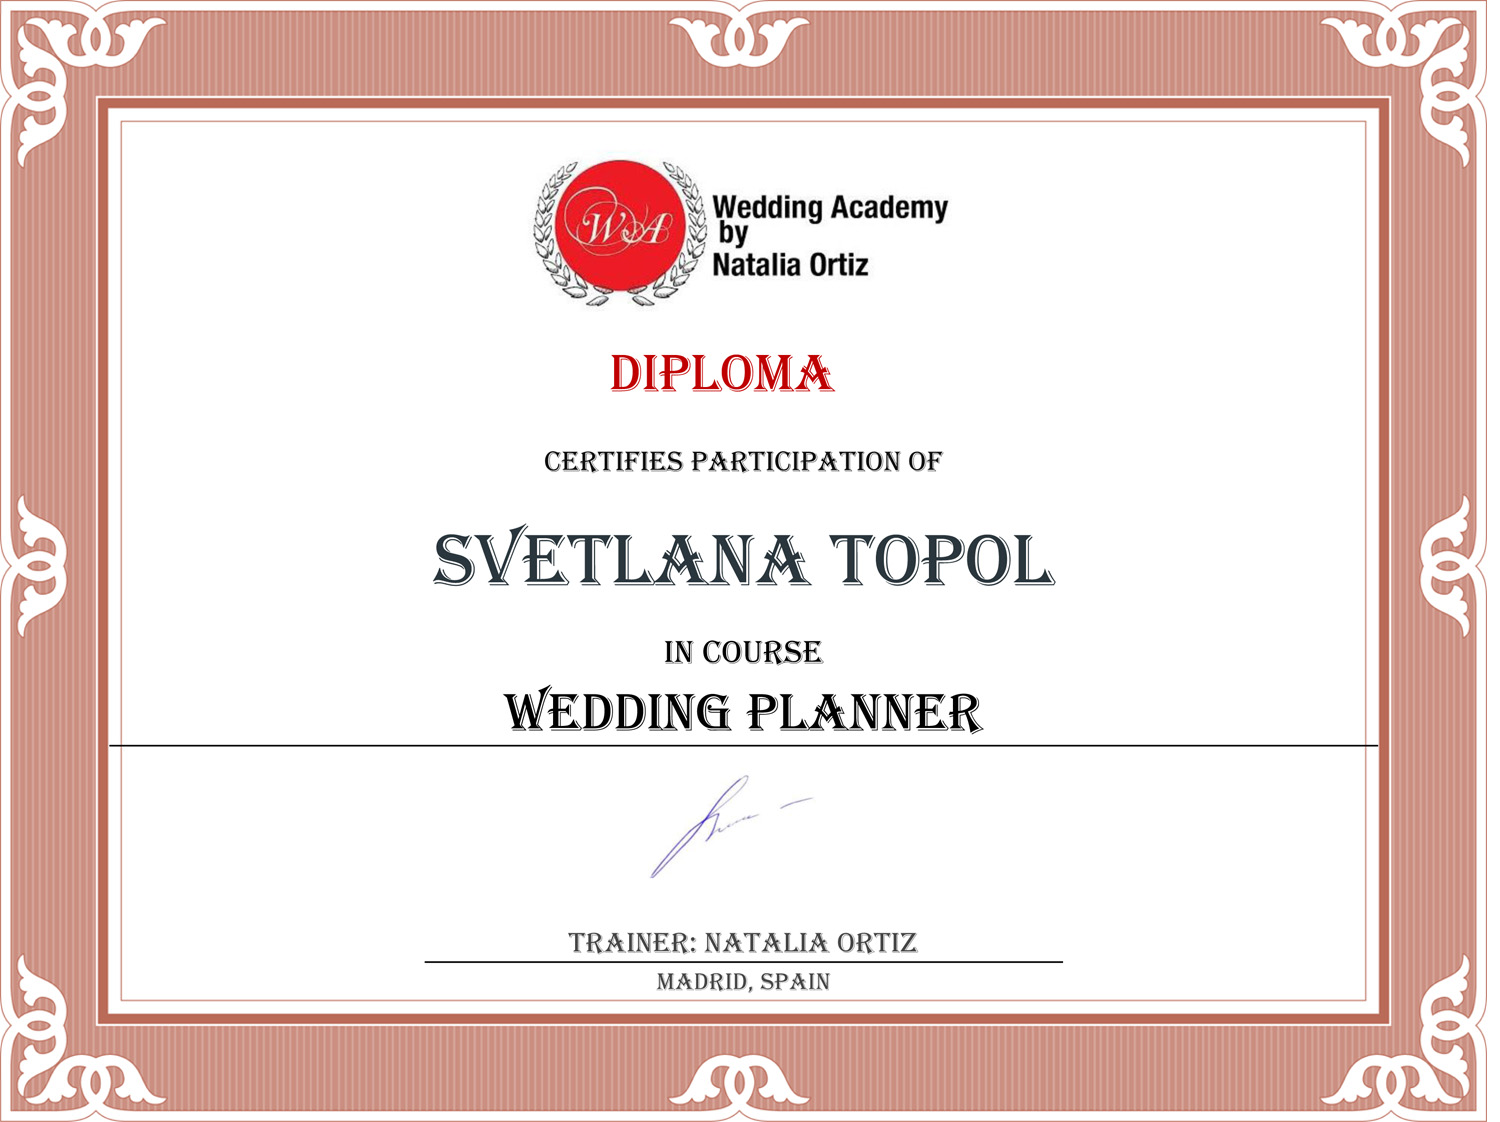 WA
Wedding Academy
by
Natalia Ortiz
DIPLOMA
CERTIFIES PARTICIPATION OF
SVETLANA TOPOL
IN COURSE
WEDDING PLANNER
TRAINER: NATALIA ORTIZ
MADRID, SPAIN